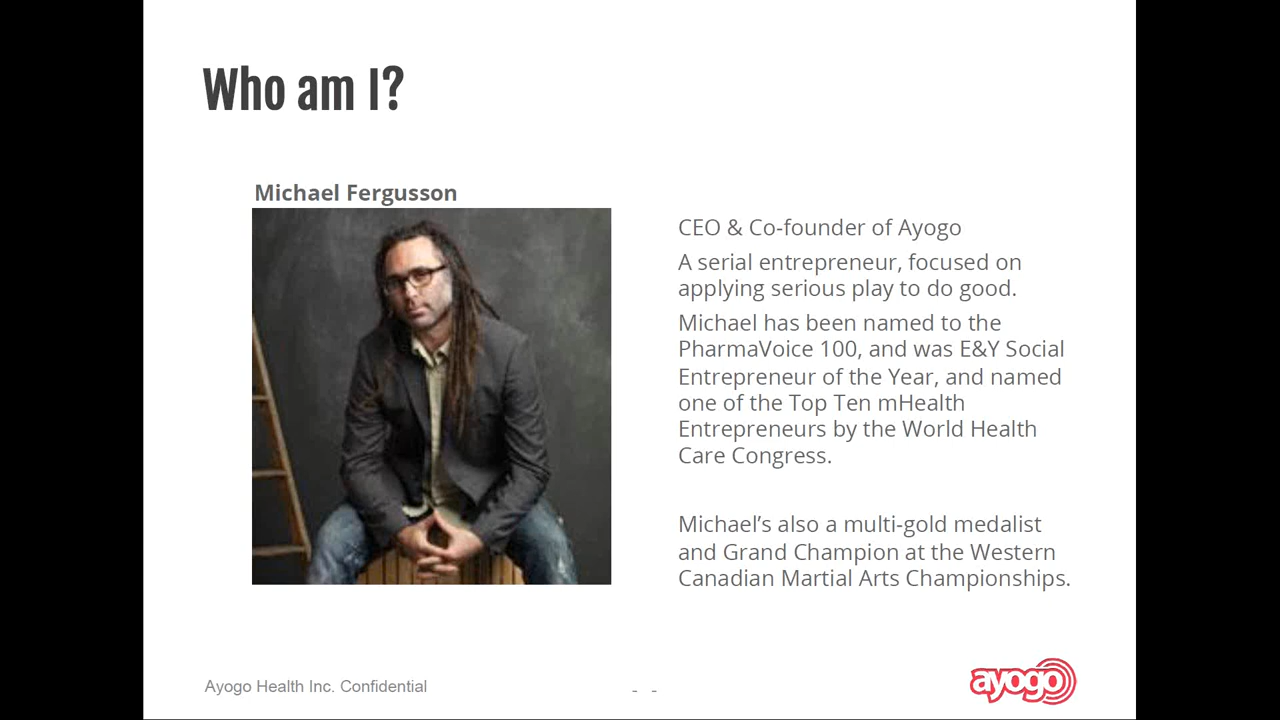 Who am I?
Michael Fergusson
CEO & Co-founder of Ayogo
A serial entrepreneur, focused on
applying serious play to do good.
Michael has been named to the
PharmaVoice 100, and was E&Y Social
Entrepreneur of the Year, and named
one of the Top Ten mHealth
Entrepreneurs by the World Health
Care Congress.
Michael’s also a multi-gold medalist
and Grand Champion at the Western
Canadian Martial Arts Championships.
Ayogo Health Inc. Confidential
- -
ayogo